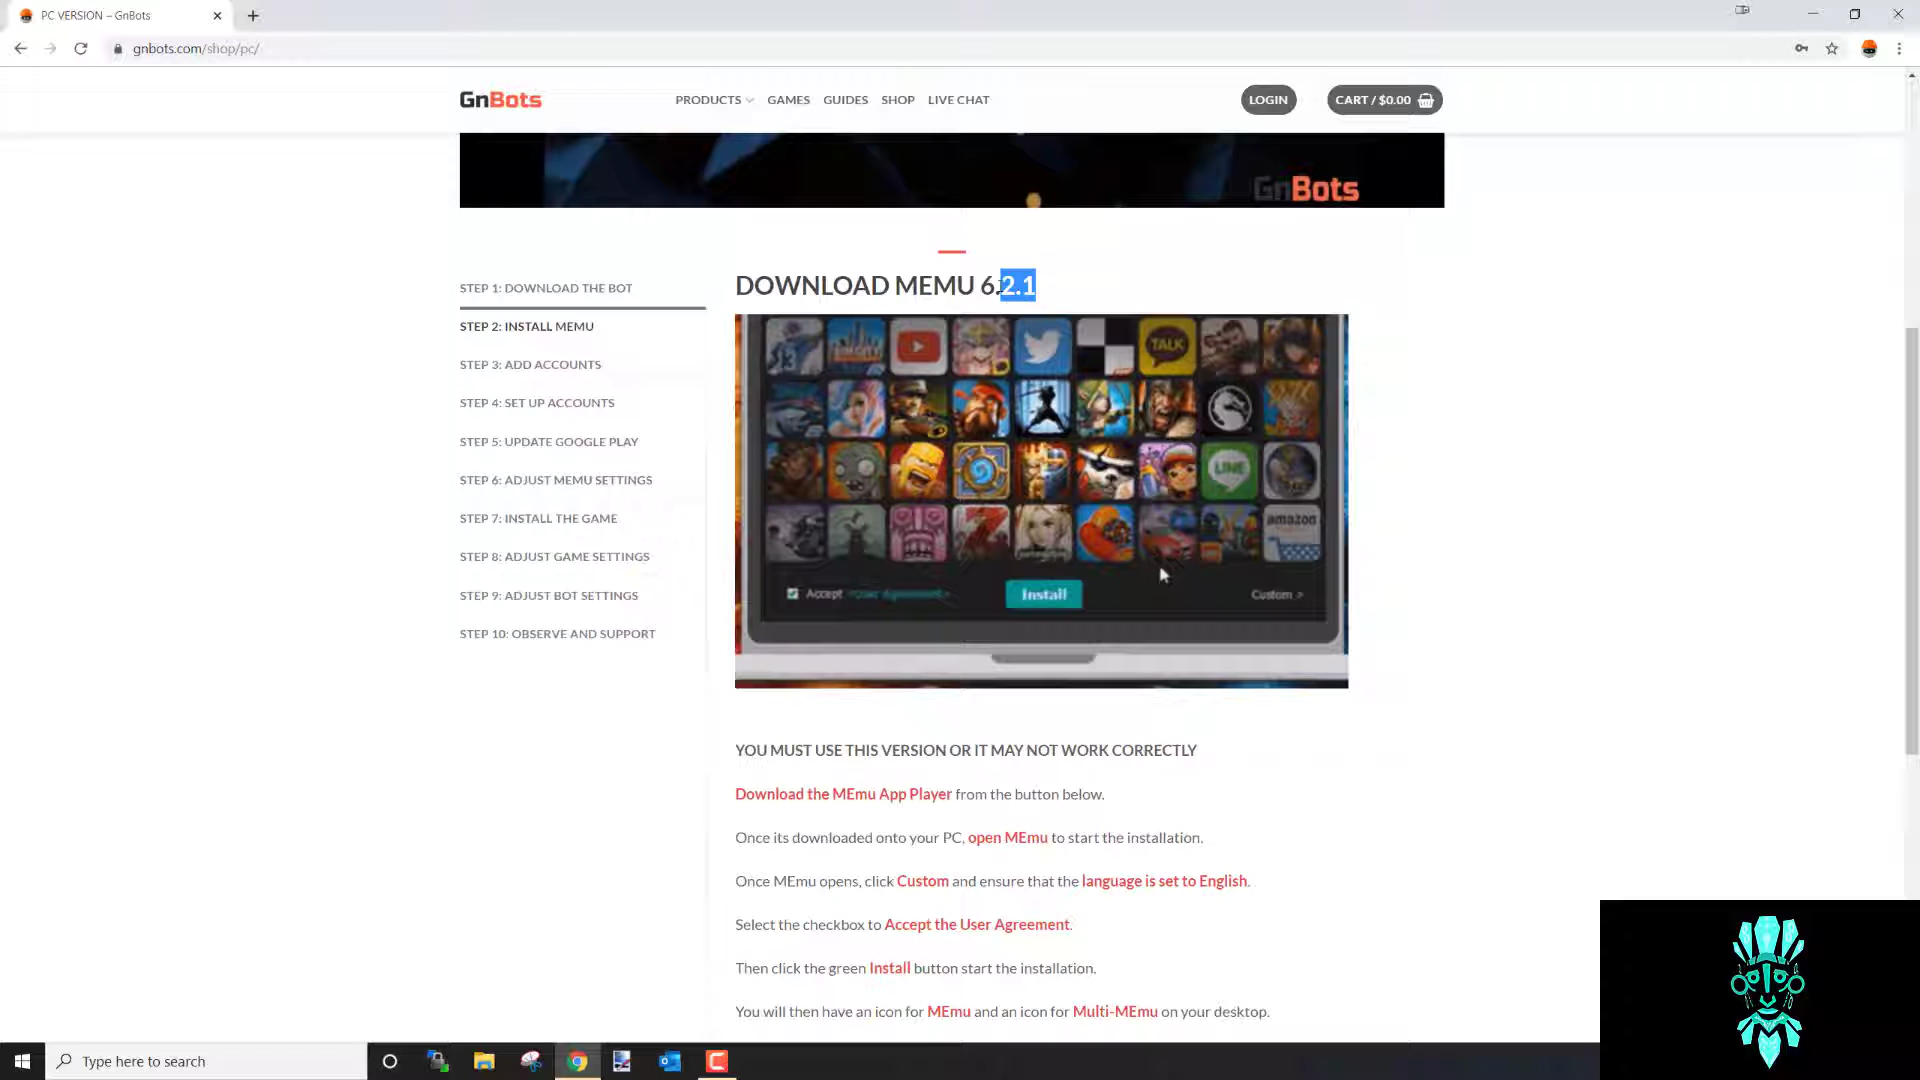 PC VERSION – GnBots
gnbots.com/shop/pc/
GnBots
PRODUCTS
GAMES
GUIDES
SHOP
LIVE CHAT
LOGIN
CART / $0.00
GnBots
STEP 1: DOWNLOAD THE BOT
STEP 2: INSTALL MEMU
STEP 3: ADD ACCOUNTS
STEP 4: SET UP ACCOUNTS
STEP 5: UPDATE GOOGLE PLAY
STEP 6: ADJUST MEMU SETTINGS
STEP 7: INSTALL THE GAME
STEP 8: ADJUST GAME SETTINGS
STEP 9: ADJUST BOT SETTINGS
STEP 10: OBSERVE AND SUPPORT
DOWNLOAD MEMU 6.2.1
TALK
LINE
amazon
Accept <User Agreement>
Install
Custom >
YOU MUST USE THIS VERSION OR IT MAY NOT WORK CORRECTLY
Download the MEmu App Player from the button below.
Once its downloaded onto your PC, open MEmu to start the installation.
Once MEmu opens, click Custom and ensure that the language is set to English.
Select the checkbox to Accept the User Agreement.
Then click the green Install button start the installation.
You will then have an icon for MEmu and an icon for Multi-MEmu on your desktop.
Type here to search